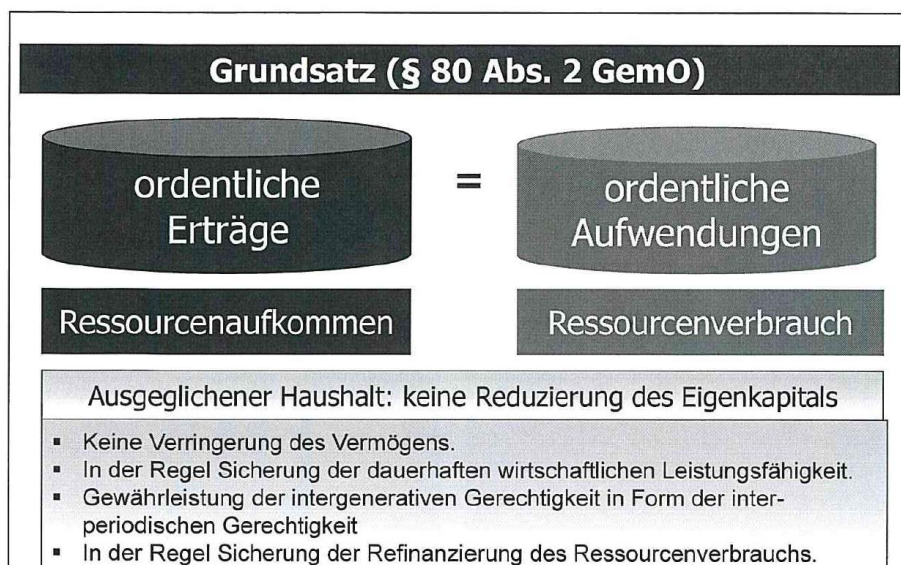 Grundsatz (§ 80 Abs. 2 GemO)
ordentliche
Erträge
=
ordentliche
Aufwendungen
Ressourcenaufkommen
Ressourcenverbrauch
Ausgeglichener Haushalt: keine Reduzierung des Eigenkapitals
▪ Keine Verringerung des Vermögens.
▪ In der Regel Sicherung der dauerhaften wirtschaftlichen Leistungsfähigkeit.
▪ Gewährleistung der intergenerativen Gerechtigkeit in Form der inter-
periodischen Gerechtigkeit
▪ In der Regel Sicherung der Refinanzierung des Ressourcenverbrauchs.